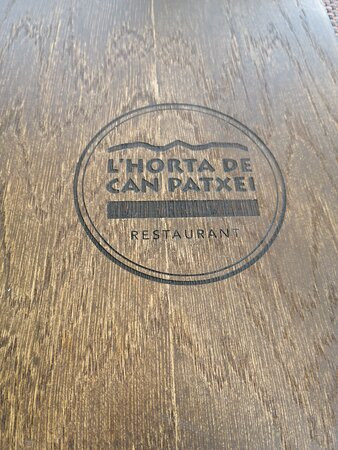 L'HORTA DE
CAN PATXEI
RESTAURANT